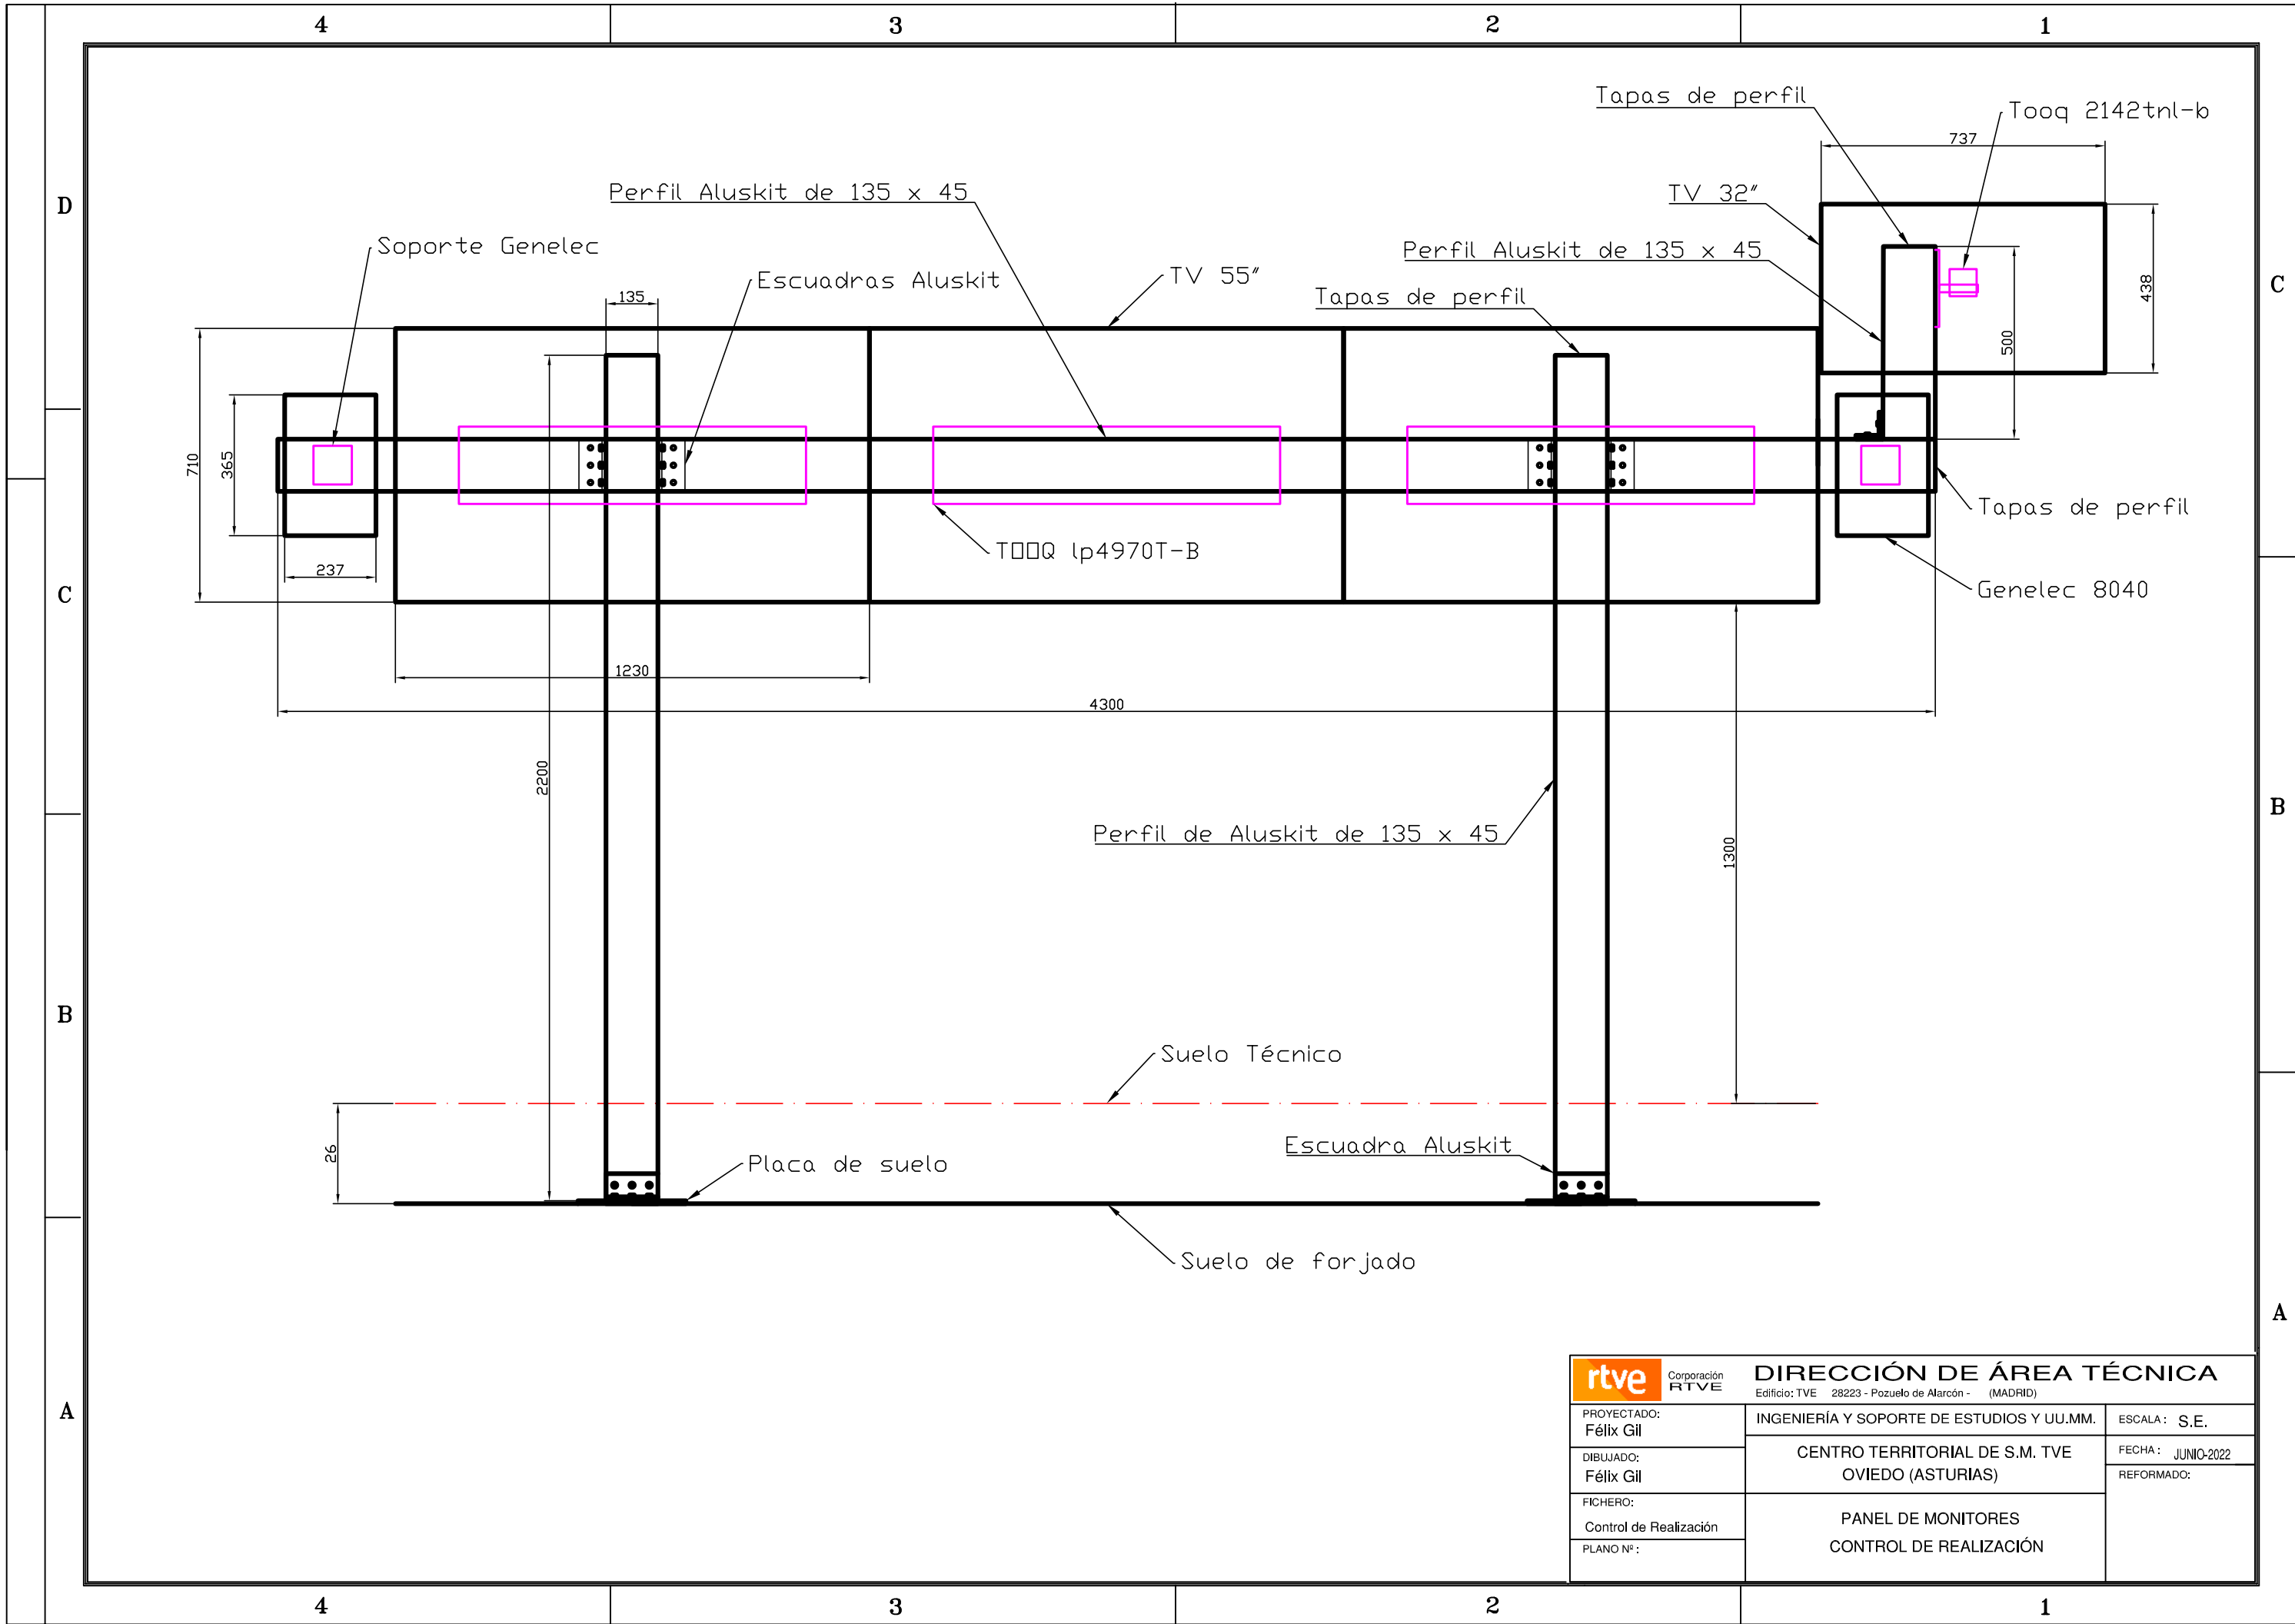 4 3 2 1
Tapas de perfil
Tooq 2142tnl-b
737
D
Perfil Aluskit de 135 x 45
TV 32"
Soporte Genelec
Perfil Aluskit de 135 x 45
Escuadras Aluskit
TV 55"
C
135
Tapas de perfil
438
500
710
365
Tapas de perfil
TOOQ lp4970T-B
237
Genelec 8040
C
1230
4300
2200
B
Perfil de Aluskit de 135 x 45
1300
B
Suelo Técnico
26
Escuadra Aluskit
Placa de suelo
Suelo de forjado
A
rtve
Corporación
RTVE
DIRECCIÓN DE ÁREA TÉCNICA
Edificio: TVE 28223 - Pozuelo de Alarcón - (MADRID)
A
PROYECTADO:
Félix Gil
INGENIERÍA Y SOPORTE DE ESTUDIOS Y UU.MM.
ESCALA: S.E.
DIBUJADO:
Félix Gil
CENTRO TERRITORIAL DE S.M. TVE
OVIEDO (ASTURIAS)
FECHA: JUNIO-2022
REFORMADO:
FICHERO:
Control de Realización
PANEL DE MONITORES
CONTROL DE REALIZACIÓN
PLANO Nº:
4 3 2 1